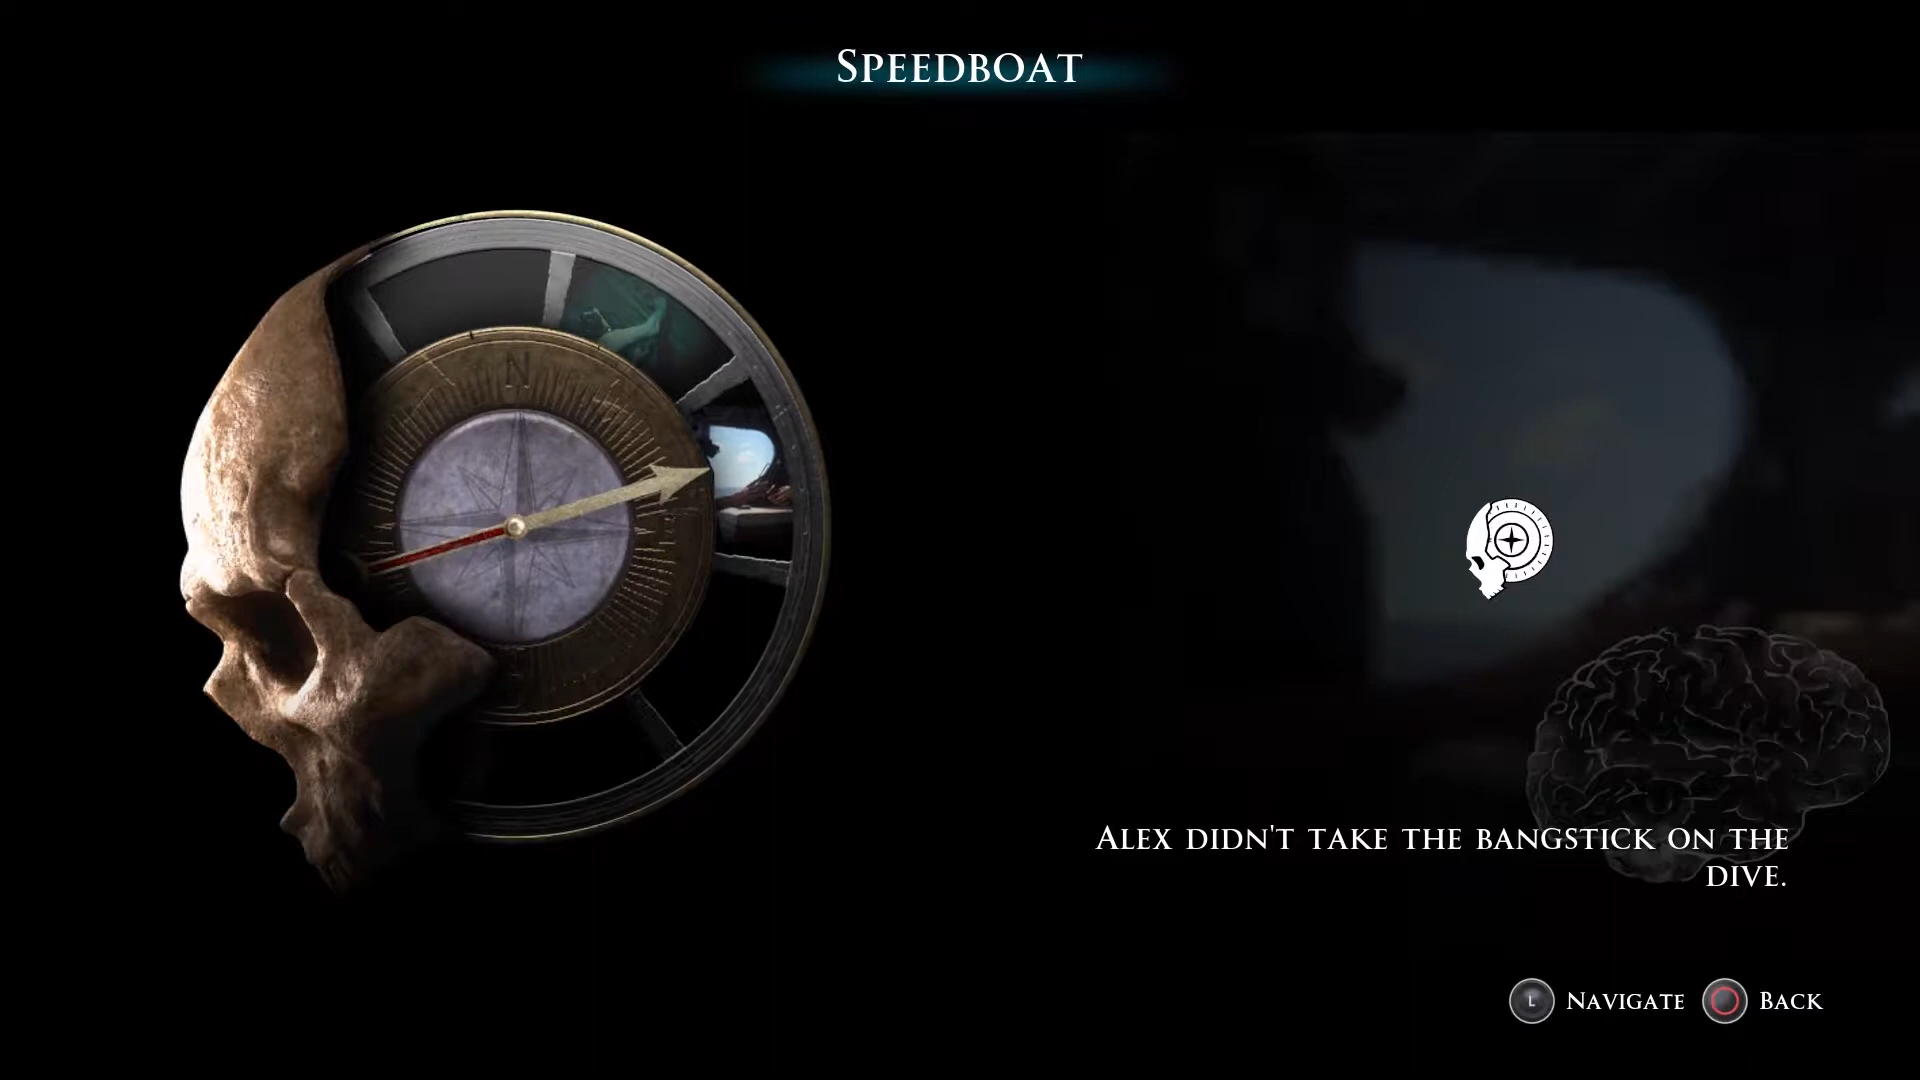 SPEEDBOAT
N
ALEX DIDN'T TAKE THE BANGSTICK ON THE
DIVE.
L NAVIGATE BACK